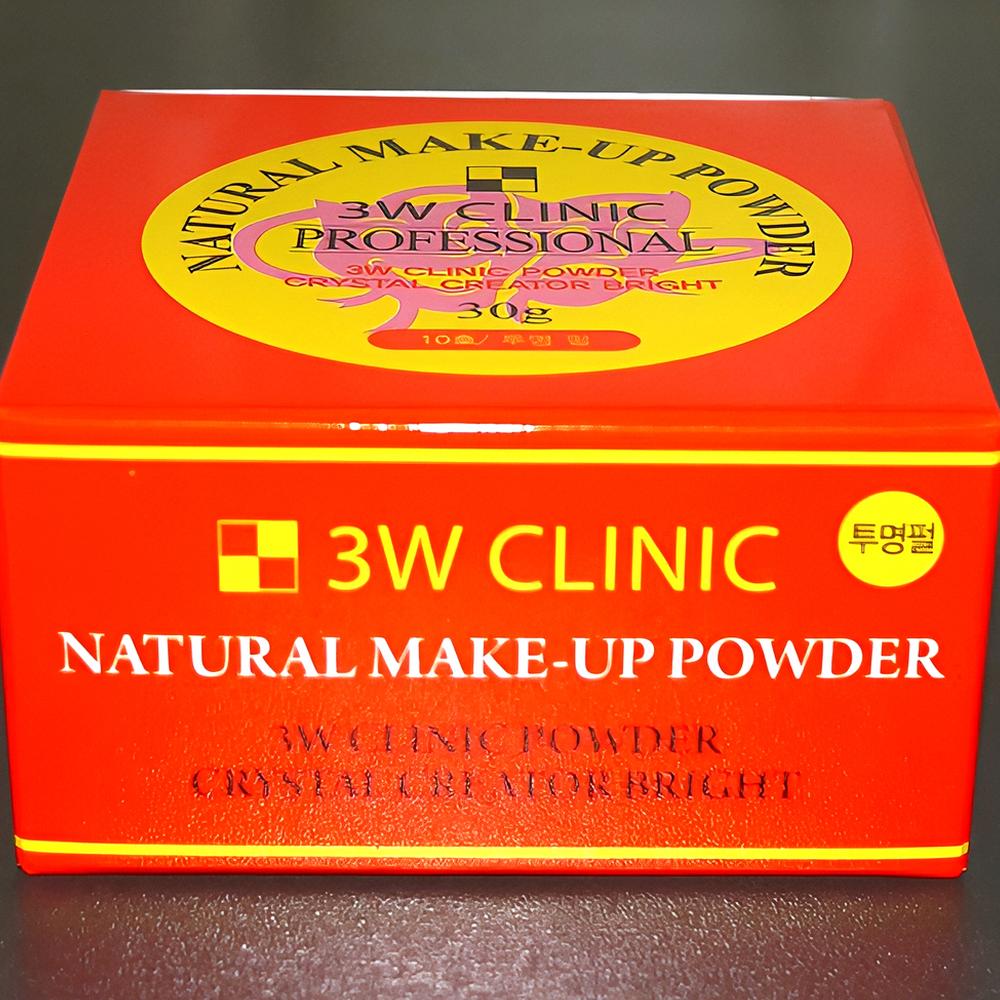 NATURAL MAKE-UP POWDER
3W CLINIC
PROFESSIONAL
3W CLINIC POWDER
CRYSTAL CREATOR BRIGHT
30g
3W CLINIC
투명펄
NATURAL MAKE-UP POWDER
3W CLINIC POWDER
CRYSTAL CREATOR BRIGHT